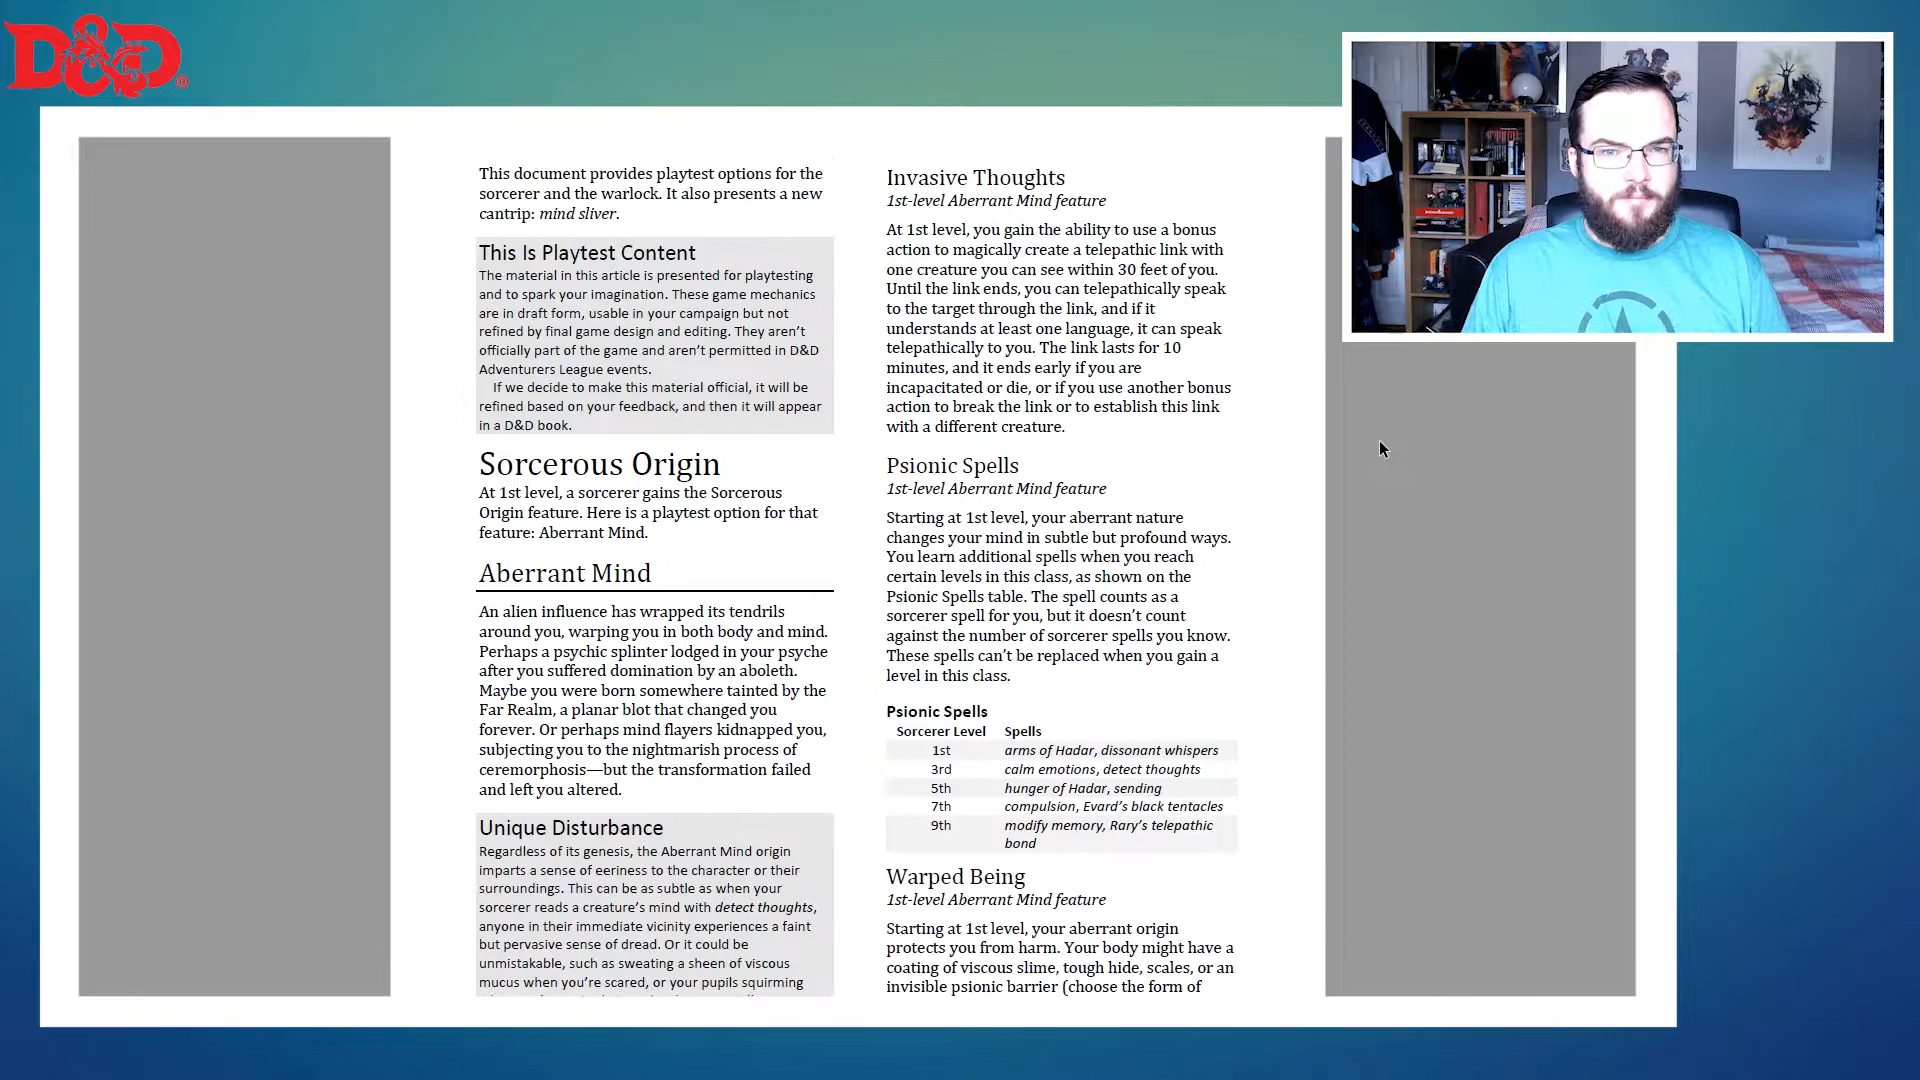 D&D
This document provides playtest options for the
sorcerer and the warlock. It also presents a new
cantrip: mind sliver.
This Is Playtest Content
The material in this article is presented for playtesting
and to spark your imagination. These game mechanics
are in draft form, usable in your campaign but not
refined by final game design and editing. They aren’t
officially part of the game and aren’t permitted in D&D
Adventurers League events.
If we decide to make this material official, it will be
refined based on your feedback, and then it will appear
in a D&D book.
Sorcerous Origin
At 1st level, a sorcerer gains the Sorcerous
Origin feature. Here is a playtest option for that
feature: Aberrant Mind.
Aberrant Mind
An alien influence has wrapped its tendrils
around you, warping you in both body and mind.
Perhaps a psychic splinter lodged in your psyche
after you suffered domination by an aboleth.
Maybe you were born somewhere tainted by the
Far Realm, a planar blot that changed you
forever. Or perhaps mind flayers kidnapped you,
subjecting you to the nightmarish process of
ceremorphosis—but the transformation failed
and left you altered.
Unique Disturbance
Regardless of its genesis, the Aberrant Mind origin
imparts a sense of eeriness to the character or their
surroundings. This can be as subtle as when your
sorcerer reads a creature’s mind with detect thoughts,
anyone in their immediate vicinity experiences a faint
but pervasive sense of dread. Or it could be
unmistakable, such as sweating a sheen of viscous
mucus when you’re scared, or your pupils squirming
Invasive Thoughts
1st-level Aberrant Mind feature
At 1st level, you gain the ability to use a bonus
action to magically create a telepathic link with
one creature you can see within 30 feet of you.
Until the link ends, you can telepathically speak
to the target through the link, and if it
understands at least one language, it can speak
telepathically to you. The link lasts for 10
minutes, and it ends early if you are
incapacitated or die, or if you use another bonus
action to break the link or to establish this link
with a different creature.
Psionic Spells
1st-level Aberrant Mind feature
Starting at 1st level, your aberrant nature
changes your mind in subtle but profound ways.
You learn additional spells when you reach
certain levels in this class, as shown on the
Psionic Spells table. The spell counts as a
sorcerer spell for you, but it doesn’t count
against the number of sorcerer spells you know.
These spells can’t be replaced when you gain a
level in this class.
Psionic Spells
Sorcerer Level Spells
1st arms of Hadar, dissonant whispers
3rd calm emotions, detect thoughts
5th hunger of Hadar, sending
7th compulsion, Evard’s black tentacles
9th modify memory, Rary’s telepathic
bond
Warped Being
1st-level Aberrant Mind feature
Starting at 1st level, your aberrant origin
protects you from harm. Your body might have a
coating of viscous slime, tough hide, scales, or an
invisible psionic barrier (choose the form of